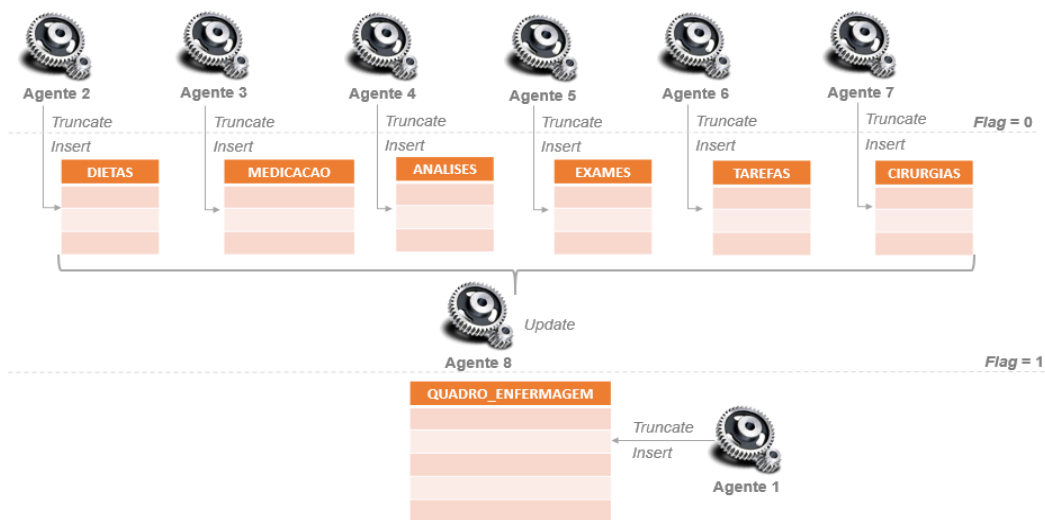 Agente 2
Agente 3
Agente 4
Agente 5
Agente 6
Agente 7
Truncate
Insert
Truncate
Insert
Truncate
Insert
Truncate
Insert
Truncate
Insert
Truncate
Insert
Flag = 0
DIETAS
MEDICACAO
ANALISES
EXAMES
TAREFAS
CIRURGIAS
Update
Agente 8
Flag = 1
QUADRO_ENFERMAGEM
Truncate
Insert
Agente 1